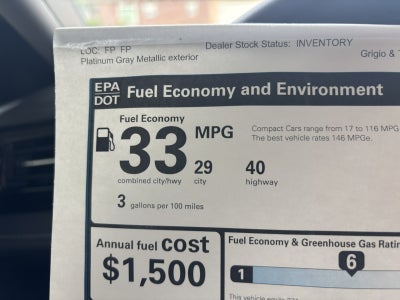 LOC: FP FP
Dealer Stock Status: INVENTORY
Platinum Gray Metallic exterior
Grigio &
EPA
DOT
Fuel Economy and Environment
Fuel Economy
33 MPG
combined city/hwy
29
city
40
highway
Compact Cars range from 17 to 116 MPG
The best vehicle rates 146 MPGe.
3 gallons per 100 miles
Annual fuel cost
$1,500
Fuel Economy & Greenhouse Gas Ratin
1
6